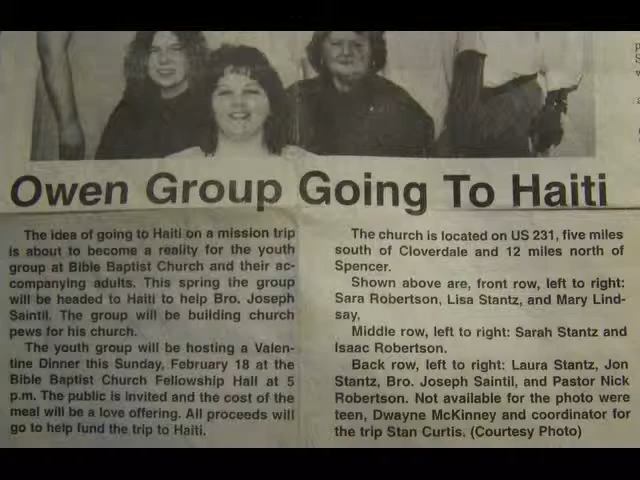 Owen Group Going To Haiti
The idea of going to Haiti on a mission trip
is about to become a reality for the youth
group at Bible Baptist Church and their ac-
companying adults. This spring the group
will be headed to Haiti to help Bro. Joseph
Saintil. The group will be building church
pews for his church.
The youth group will be hosting a Valen-
tine Dinner this Sunday, February 18 at the
Bible Baptist Church Fellowship Hall at 5
p.m. The public is invited and the cost of the
meal will be a love offering. All proceeds will
go to help fund the trip to Haiti.
The church is located on US 231, five miles
south of Cloverdale and 12 miles north of
Spencer.
Shown above are, front row, left to right:
Sara Robertson, Lisa Stantz, and Mary Lind-
say,
Middle row, left to right: Sarah Stantz and
Isaac Robertson.
Back row, left to right: Laura Stantz, Jon
Stantz, Bro. Joseph Saintil, and Pastor Nick
Robertson. Not available for the photo were
teen, Dwayne McKinney and coordinator for
the trip Stan Curtis. (Courtesy Photo)